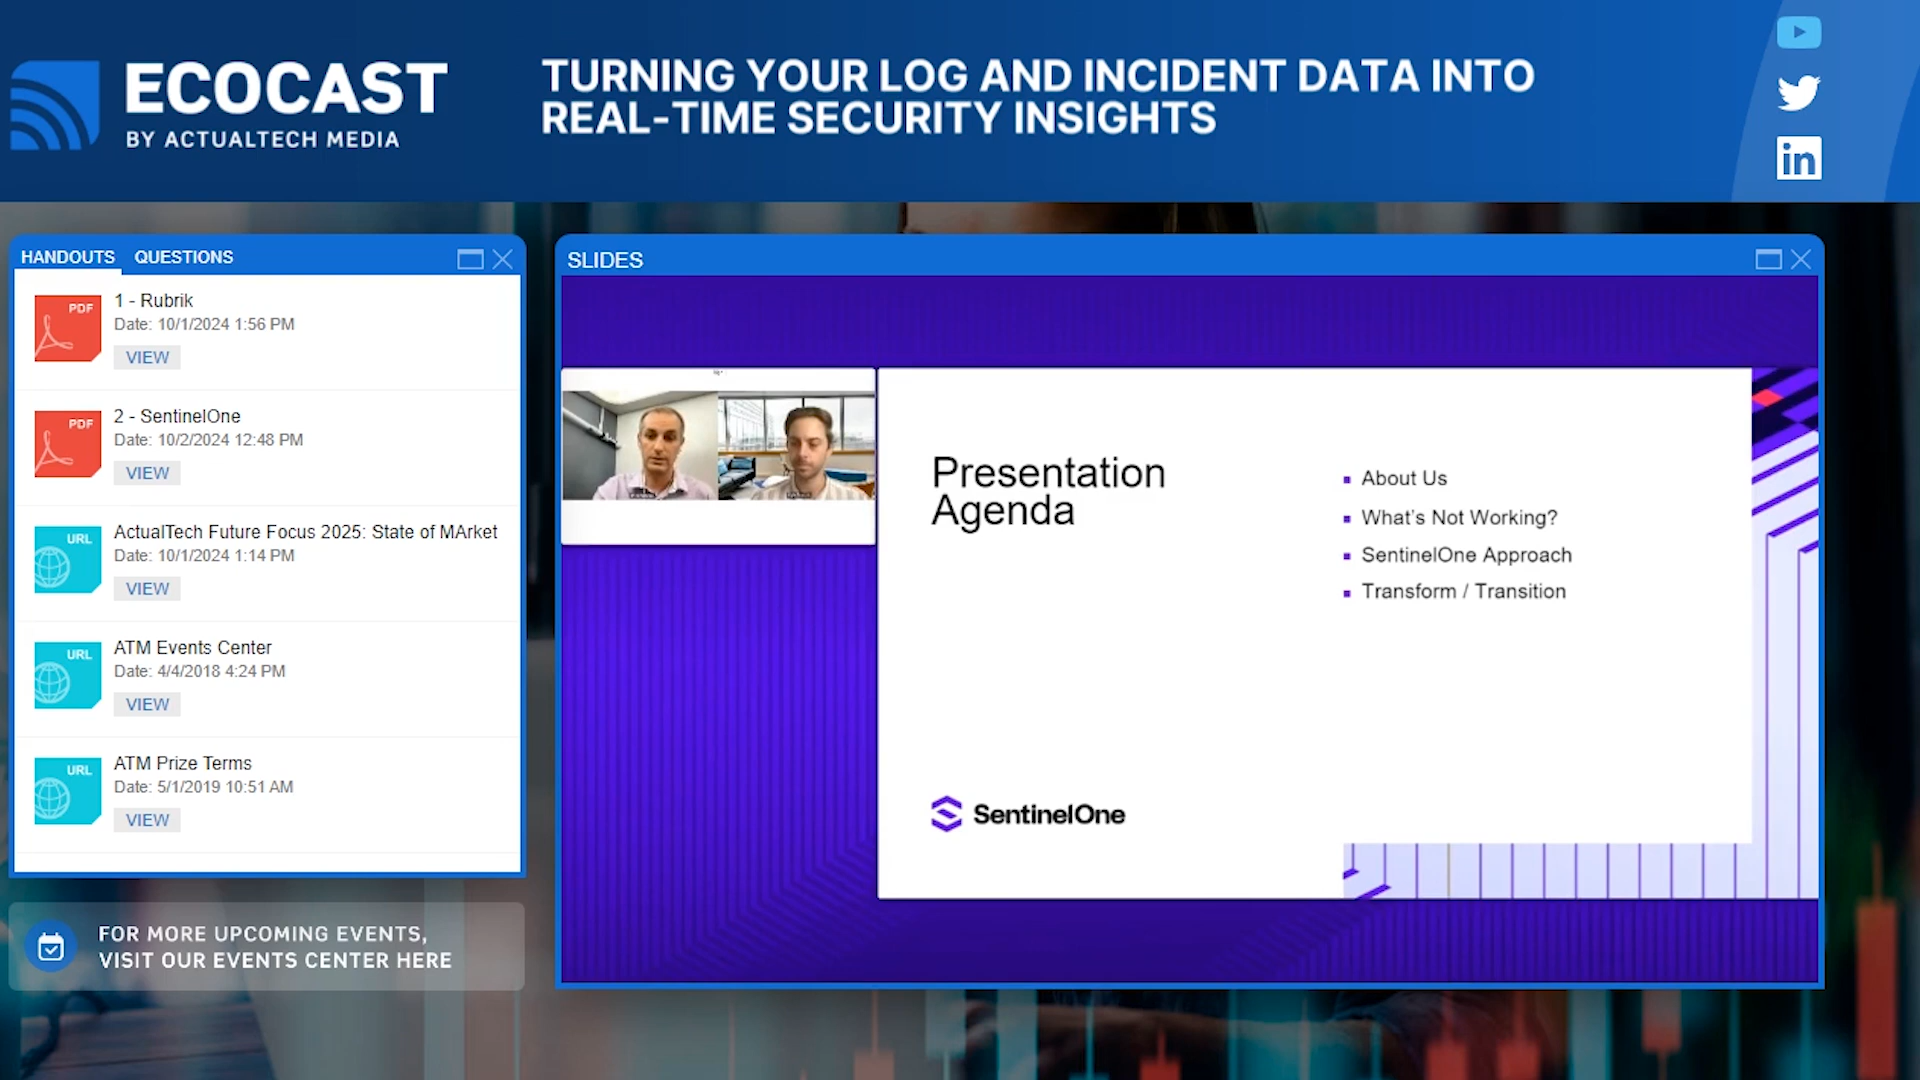 ECOCAST
BY ACTUALTECH MEDIA
TURNING YOUR LOG AND INCIDENT DATA INTO
REAL-TIME SECURITY INSIGHTS
in
HANDOUTS QUESTIONS
PDF
1 - Rubrik
Date: 10/1/2024 1:56 PM
VIEW
PDF
2 - SentinelOne
Date: 10/2/2024 12:48 PM
VIEW
URL
ActualTech Future Focus 2025: State of MArket
Date: 10/1/2024 1:14 PM
VIEW
URL
ATM Events Center
Date: 4/4/2018 4:24 PM
VIEW
URL
ATM Prize Terms
Date: 5/1/2019 10:51 AM
VIEW
FOR MORE UPCOMING EVENTS,
VISIT OUR EVENTS CENTER HERE
SLIDES
Presentation
Agenda
▪ About Us
▪ What's Not Working?
▪ SentinelOne Approach
▪ Transform / Transition
SentinelOne